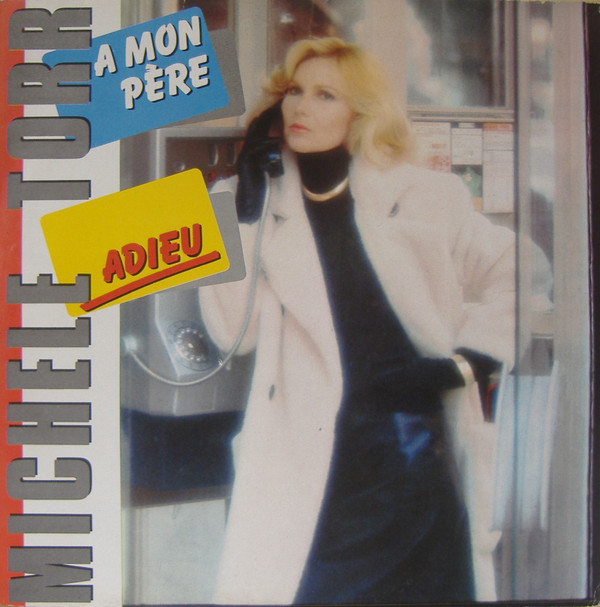 MICHELE TORR
A MON
PÈRE
ADIEU